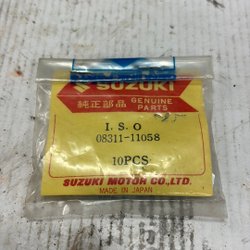 SUZUKI
純正部品 GENUINE PARTS
I. S. O
08311-11058
10PCS
SUZUKI MOTOR CO.,LTD.
MADE IN JAPAN